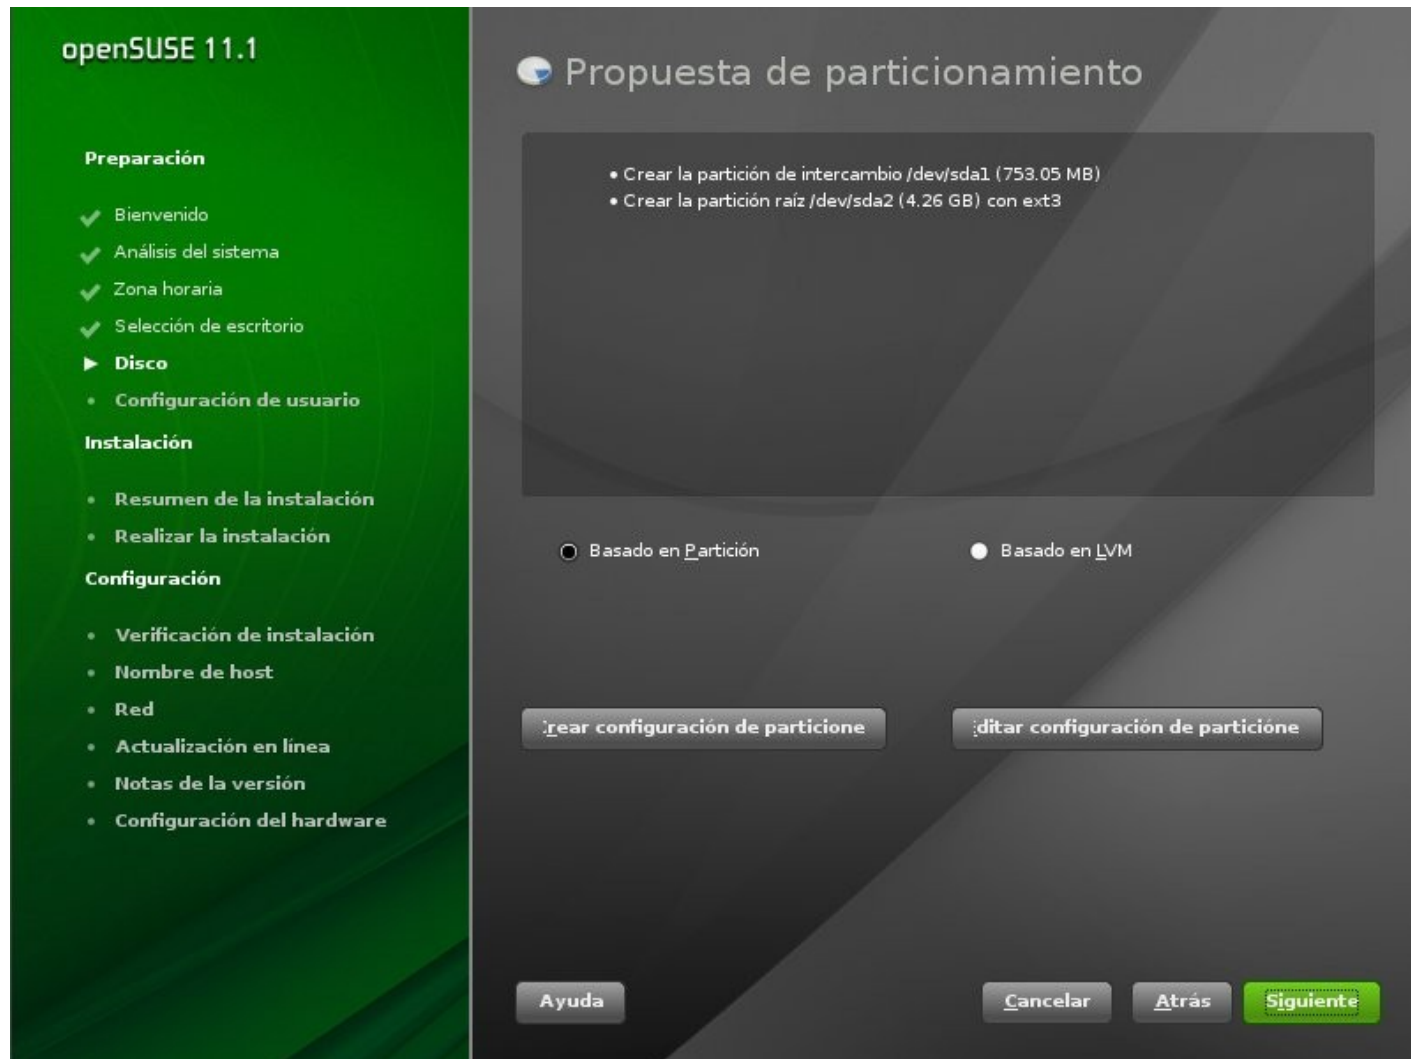 openSUSE 11.1
Preparación
Bienvenido
Análisis del sistema
Zona horaria
Selección de escritorio
Disco
Configuración de usuario
Instalación
Resumen de la instalación
Realizar la instalación
Configuración
Verificación de instalación
Nombre de host
Red
Actualización en línea
Notas de la versión
Configuración del hardware
Propuesta de particionamiento
• Crear la partición de intercambio /dev/sda1 (753.05 MB)
• Crear la partición raíz /dev/sda2 (4.26 GB) con ext3
Basado en Partición
Basado en LVM
rear configuración de particione
ditar configuración de particióne
Ayuda
Cancelar
Atrás
Siguiente